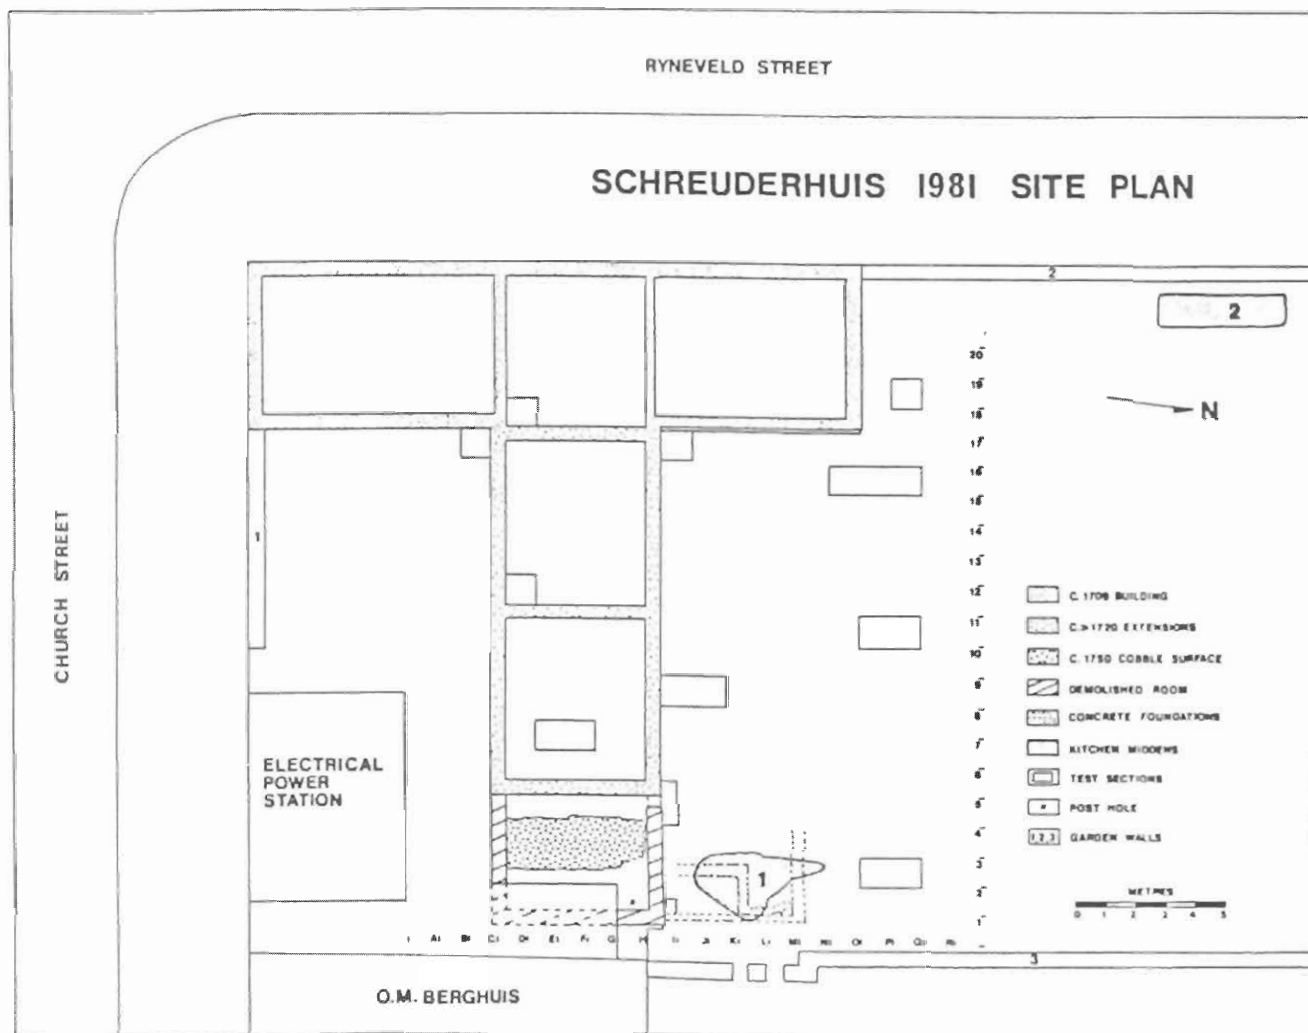 RYNEVELD STREET
SCHREUDERHUIS 1981 SITE PLAN
2
2
20
19
18
N
17
16
15
14
13
12
11
10
9
8
7
6
5
4
3
2
1
CHURCH STREET
1
C. 1709 BUILDING
C.> 1720 EXTENSIONS
C. 1750 COBBLE SURFACE
DEMOLISHED ROOM
CONCRETE FOUNDATIONS
KITCHEN MIDDENS
TEST SECTIONS
POST HOLE
1,2,3 GARDEN WALLS
ELECTRICAL
POWER
STATION
1
METRES
0 1 2 3 4 5
3
O.M. BERGHUIS